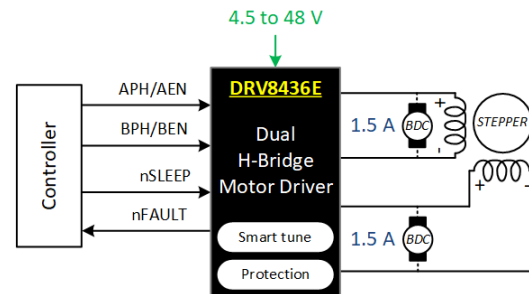 4.5 to 48 V
DRV8436E
Dual
H-Bridge
Motor Driver
Smart tune
Protection
Controller
APH/AEN
BPH/BEN
nSLEEP
nFAULT
1.5 A
BDC
+
-
STEPPER
+
-
1.5 A
BDC